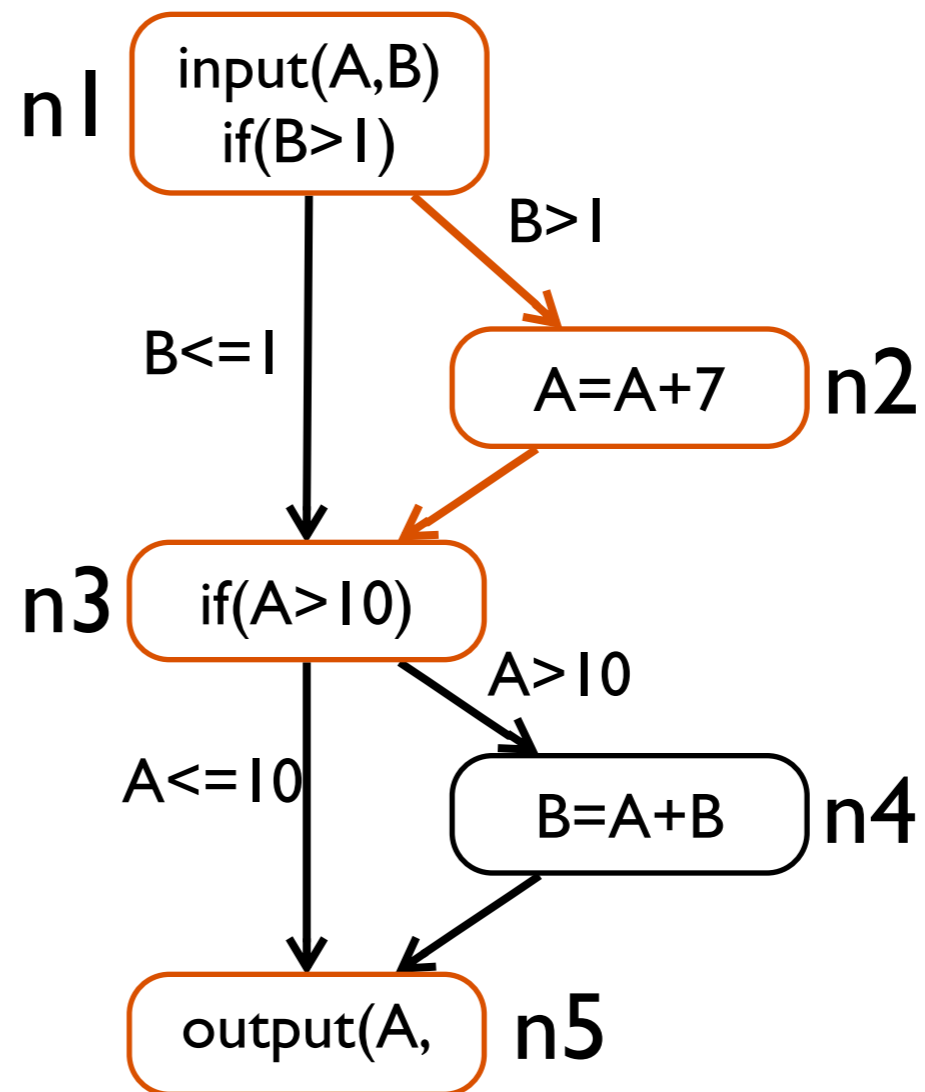 n1
input(A,B)
if(B>1)
B>1
B<=1
A=A+7
n2
n3
if(A>10)
A>10
A<=10
B=A+B
n4
output(A,
n5